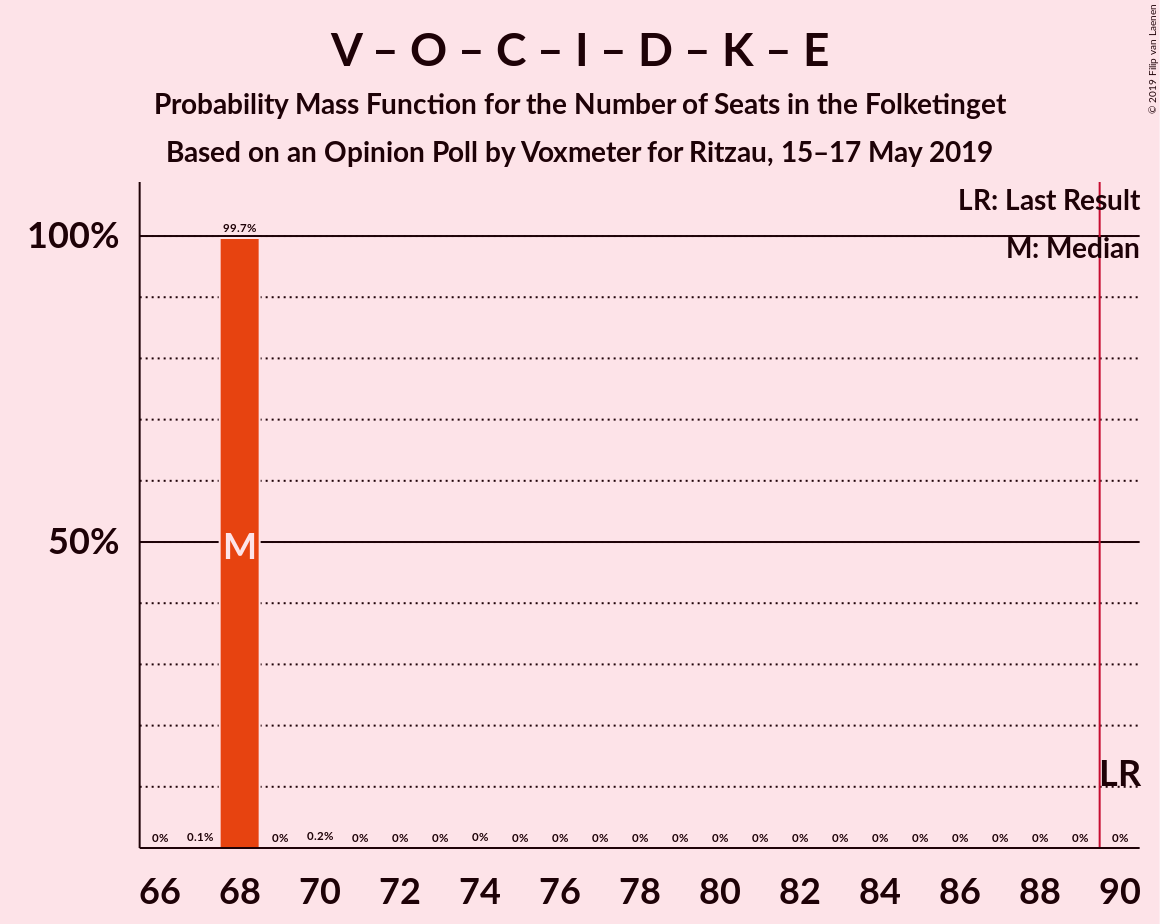 V – O – C – I – D – K – E
Probability Mass Function for the Number of Seats in the Folketinget
Based on an Opinion Poll by Voxmeter for Ritzau, 15–17 May 2019
© 2019 Filip van Laenen
LR: Last Result
M: Median
100%
50%
99.7%
M
LR
0% 0.1% 0% 0.2% 0% 0% 0% 0% 0% 0% 0% 0% 0% 0% 0% 0% 0% 0% 0% 0% 0% 0% 0% 0%
66 68 70 72 74 76 78 80 82 84 86 88 90